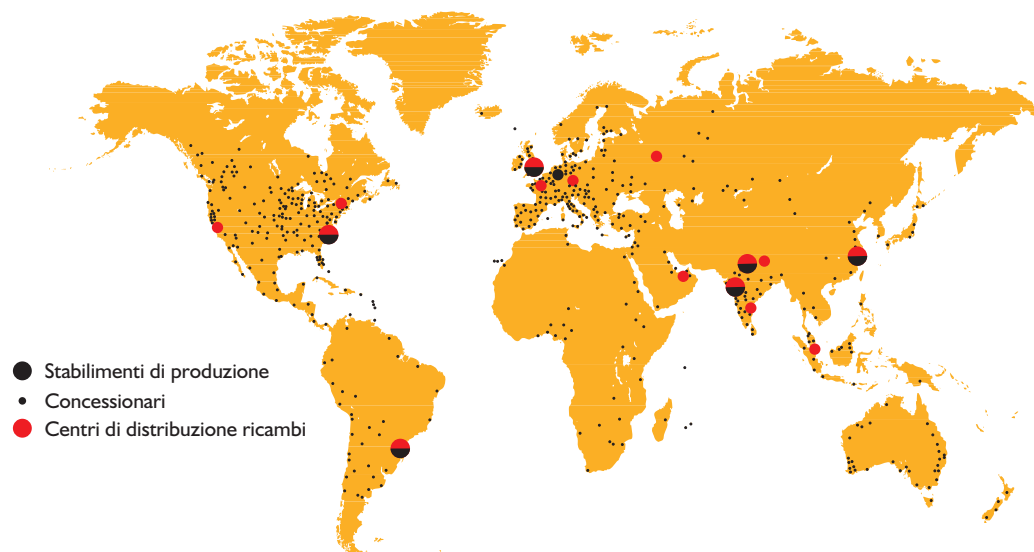 Stabilimenti di produzione
Concessionari
Centri di distribuzione ricambi